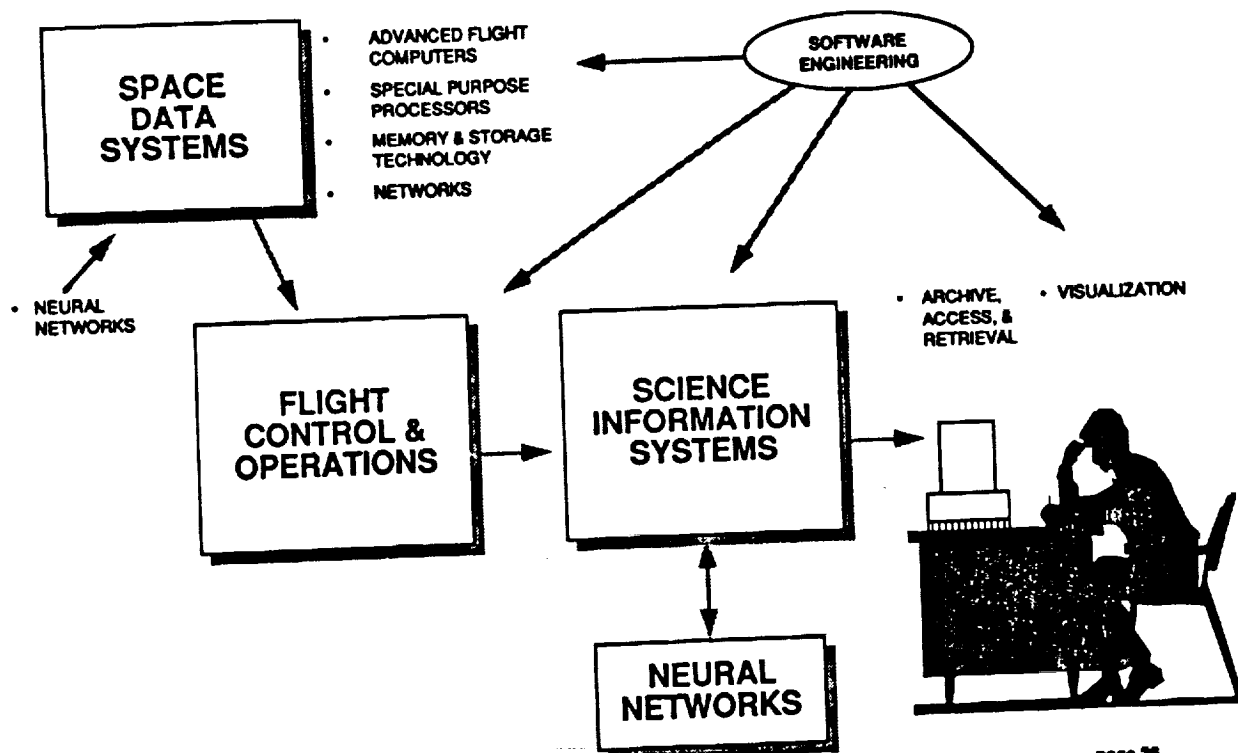 SPACE
DATA
SYSTEMS
• ADVANCED FLIGHT
COMPUTERS
• SPECIAL PURPOSE
PROCESSORS
• MEMORY & STORAGE
TECHNOLOGY
• NETWORKS
SOFTWARE
ENGINEERING
• NEURAL
NETWORKS
FLIGHT
CONTROL &
OPERATIONS
SCIENCE
INFORMATION
SYSTEMS
• ARCHIVE,
ACCESS, &
RETRIEVAL
• VISUALIZATION
NEURAL
NETWORKS